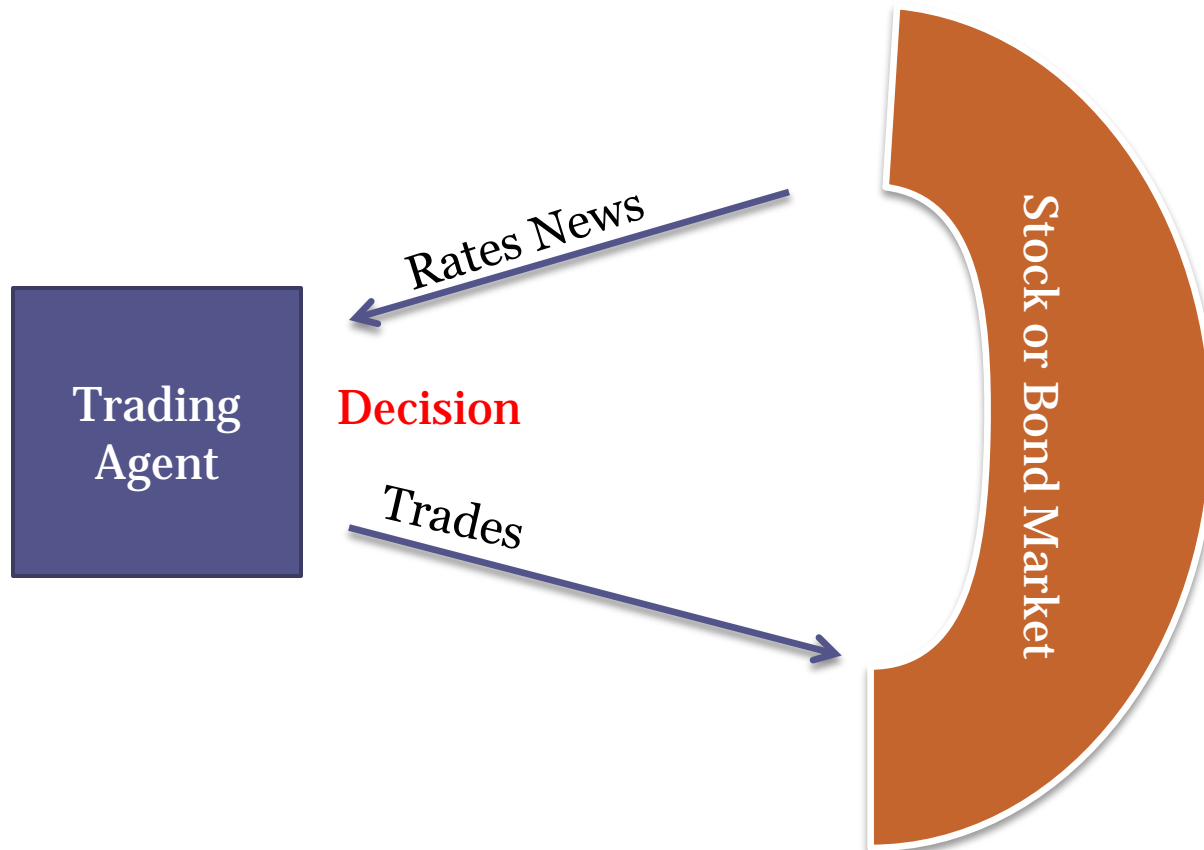 Rates News
Trading
Agent
Decision
Trades
Stock or Bond Market